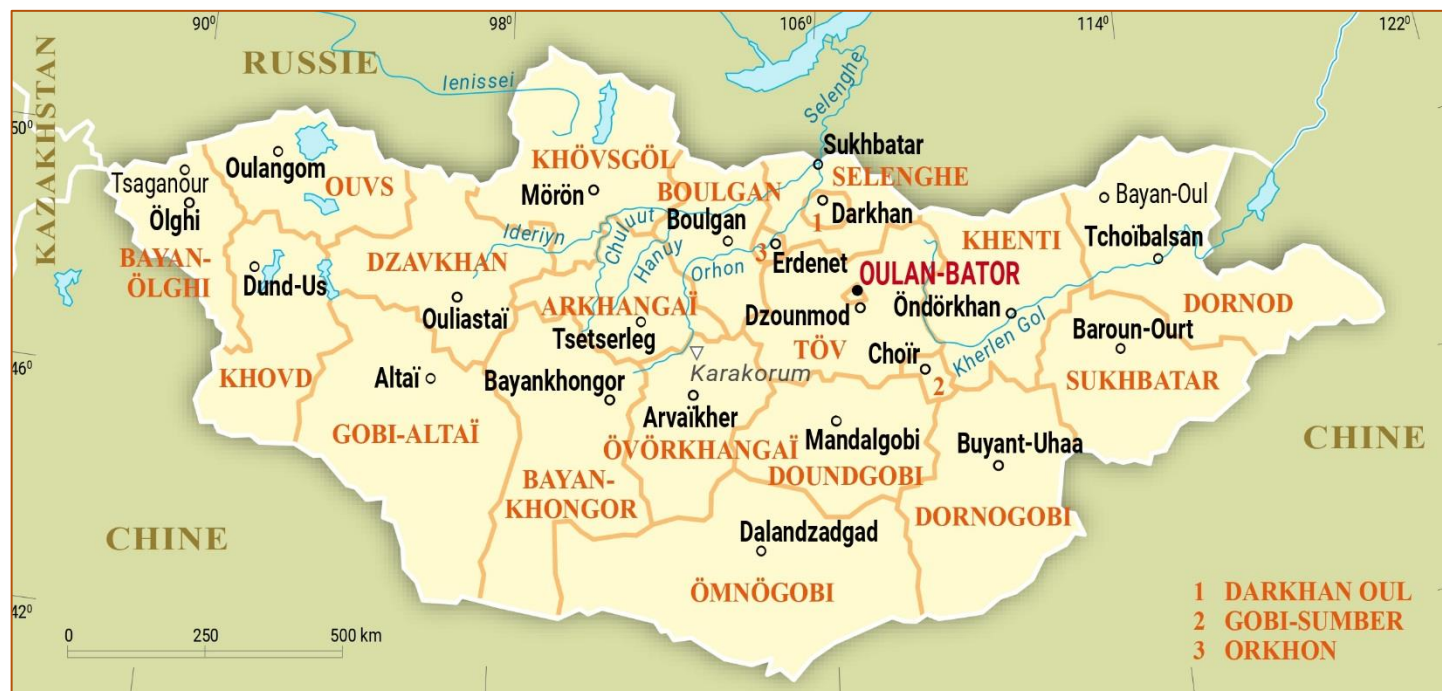 90⁰
98⁰
106⁰
114⁰
122⁰
KAZAKHSTAN
RUSSIE
Ienissei
Selenghe
50⁰
Sukhbatar
Oulangom
KHÖVSGÖL
SELENGHE
Tsaganour
OUVS
Mörön
BOULGAN
Bayan-Oul
Ölghi
Chuluut
Boulgan
1
Darkhan
Ideriyn
Hanuy
KHENTI
Tchoïbalsan
BAYAN-
ÖLGHI
DZAVKHAN
Orhon
3
Erdenet
Dund-Us
OULAN-BATOR
Ouliastaï
ARKHANGAÏ
Dzounmod
Öndörkhan
DORNOD
Tsetserleg
TÖV
Kherlen Gol
Baroun-Ourt
46⁰
KHOVD
Altaï
Bayankhongor
Karakorum
Choïr
2
SUKHBATAR
Arvaïkher
GOBI-ALTAÏ
ÖVÖRKHANGAÏ
Mandalgobi
Buyant-Uhaa
CHINE
BAYAN-
KHONGOR
DOUNDGOBI
DORNOGOBI
CHINE
Dalandzadgad
ÖMNÖGOBI
42⁰
0 250 500 km
1 DARKHAN OUL
2 GOBI-SUMBER
3 ORKHON